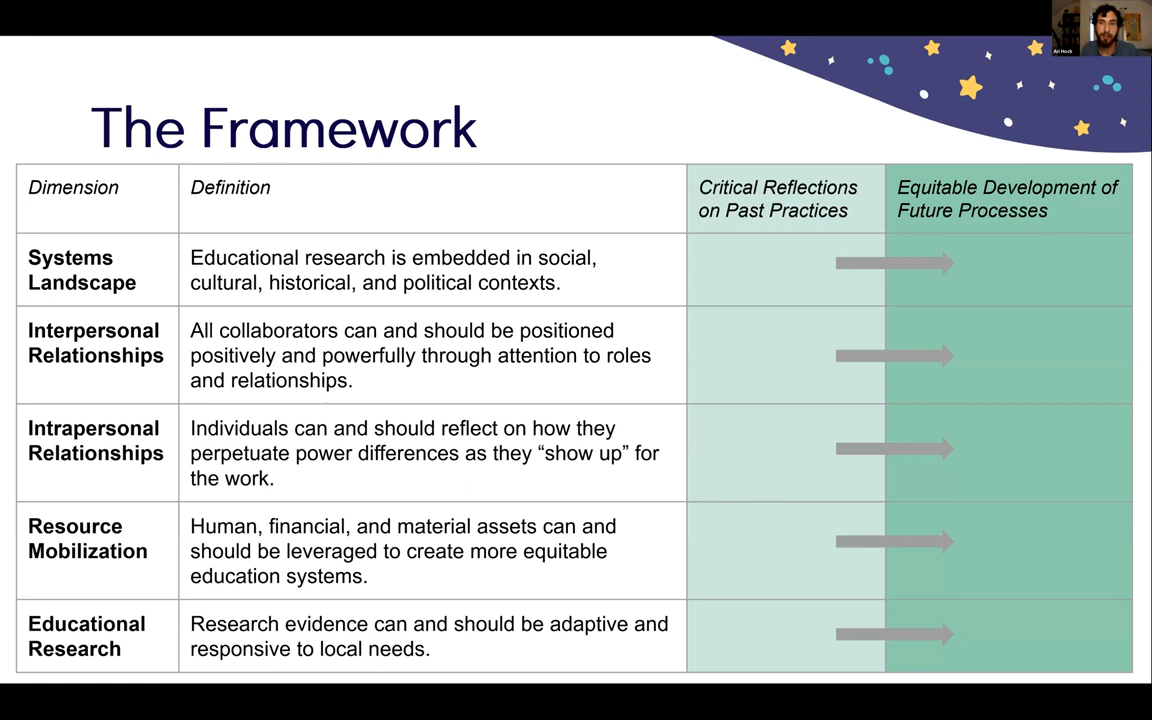 Ari Hock
The Framework
Dimension
Definition
Critical Reflections
on Past Practices
Equitable Development of
Future Processes
Systems
Landscape
Educational research is embedded in social,
cultural, historical, and political contexts.
Interpersonal
Relationships
All collaborators can and should be positioned
positively and powerfully through attention to roles
and relationships.
Intrapersonal
Relationships
Individuals can and should reflect on how they
perpetuate power differences as they “show up” for
the work.
Resource
Mobilization
Human, financial, and material assets can and
should be leveraged to create more equitable
education systems.
Educational
Research
Research evidence can and should be adaptive and
responsive to local needs.